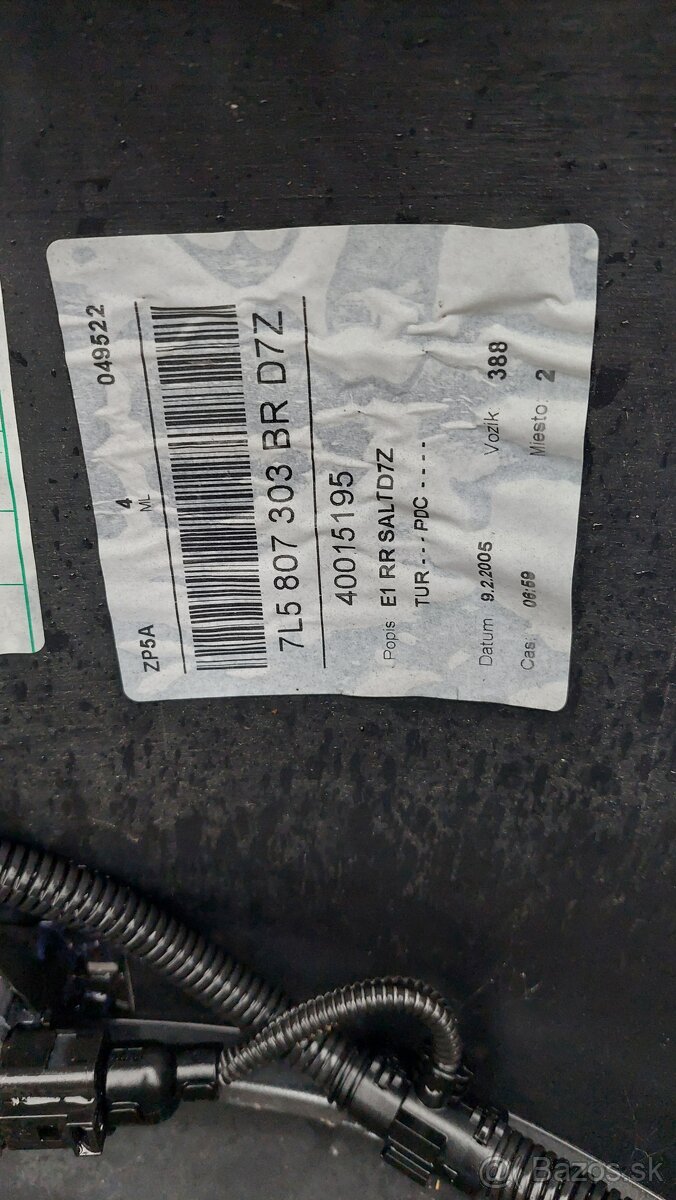 ZP5A 4 049522
ML
7L5 807 303 BR D7Z
40015195
Popis E1 RR SALTD7Z
TUR - - - PDC - - - -
Datum 9.2.2005 Vozik 388
Cas: 06:59 Miesto: 2
© Bazos.sk